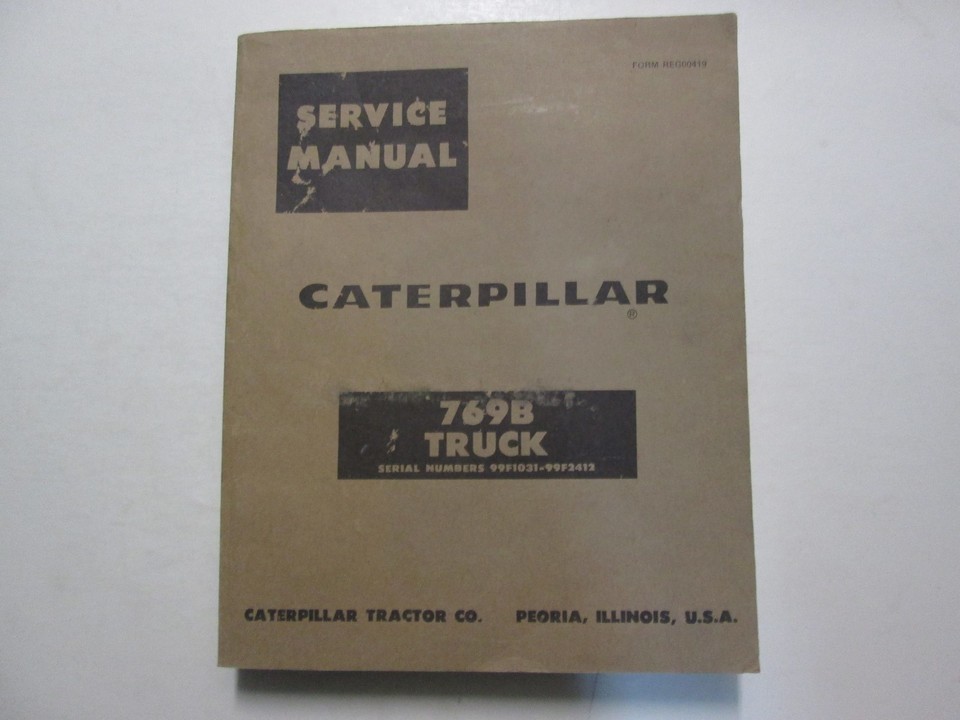 FORM REG00419
SERVICE
MANUAL
CATERPILLAR
®
769B
TRUCK
SERIAL NUMBERS 99F1031-99F2412
CATERPILLAR TRACTOR CO. PEORIA, ILLINOIS, U.S.A.